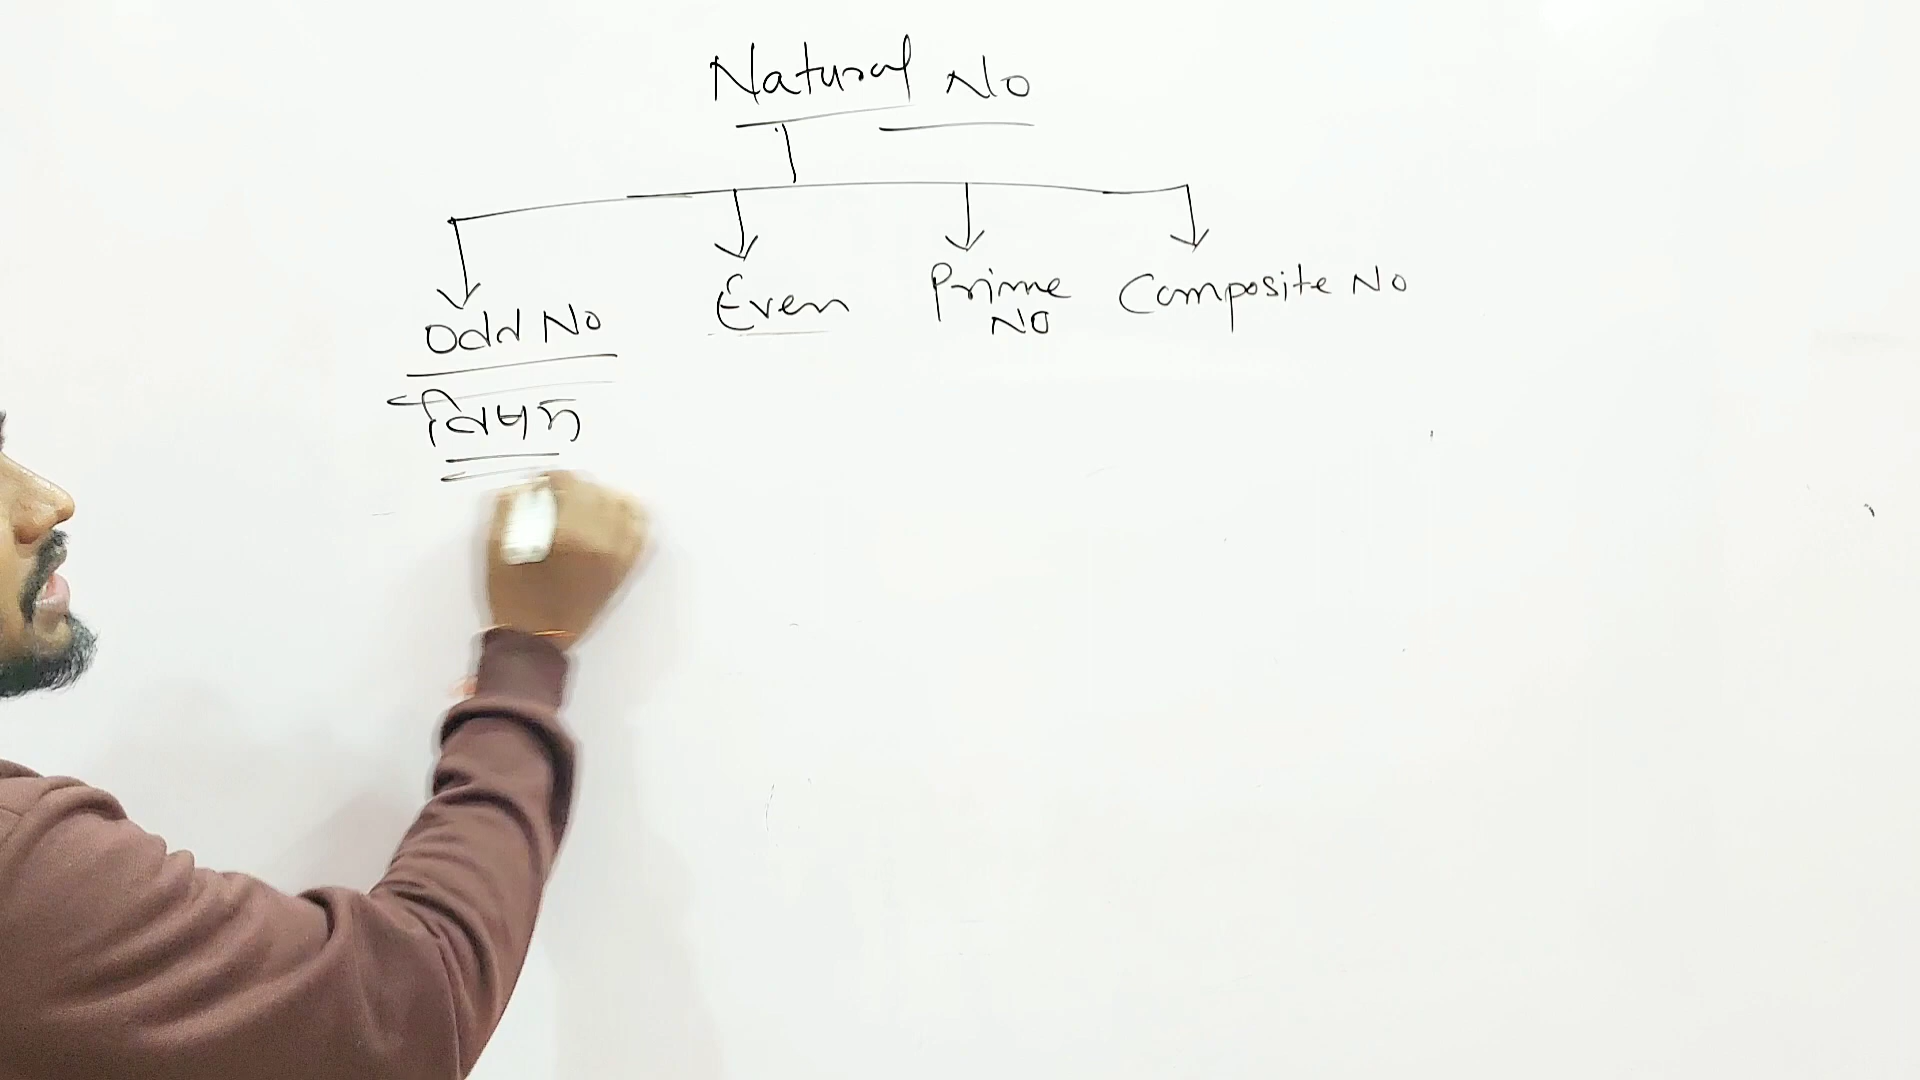 Natural No
Odd No
Even
Prime
NO
Composite No
विषम